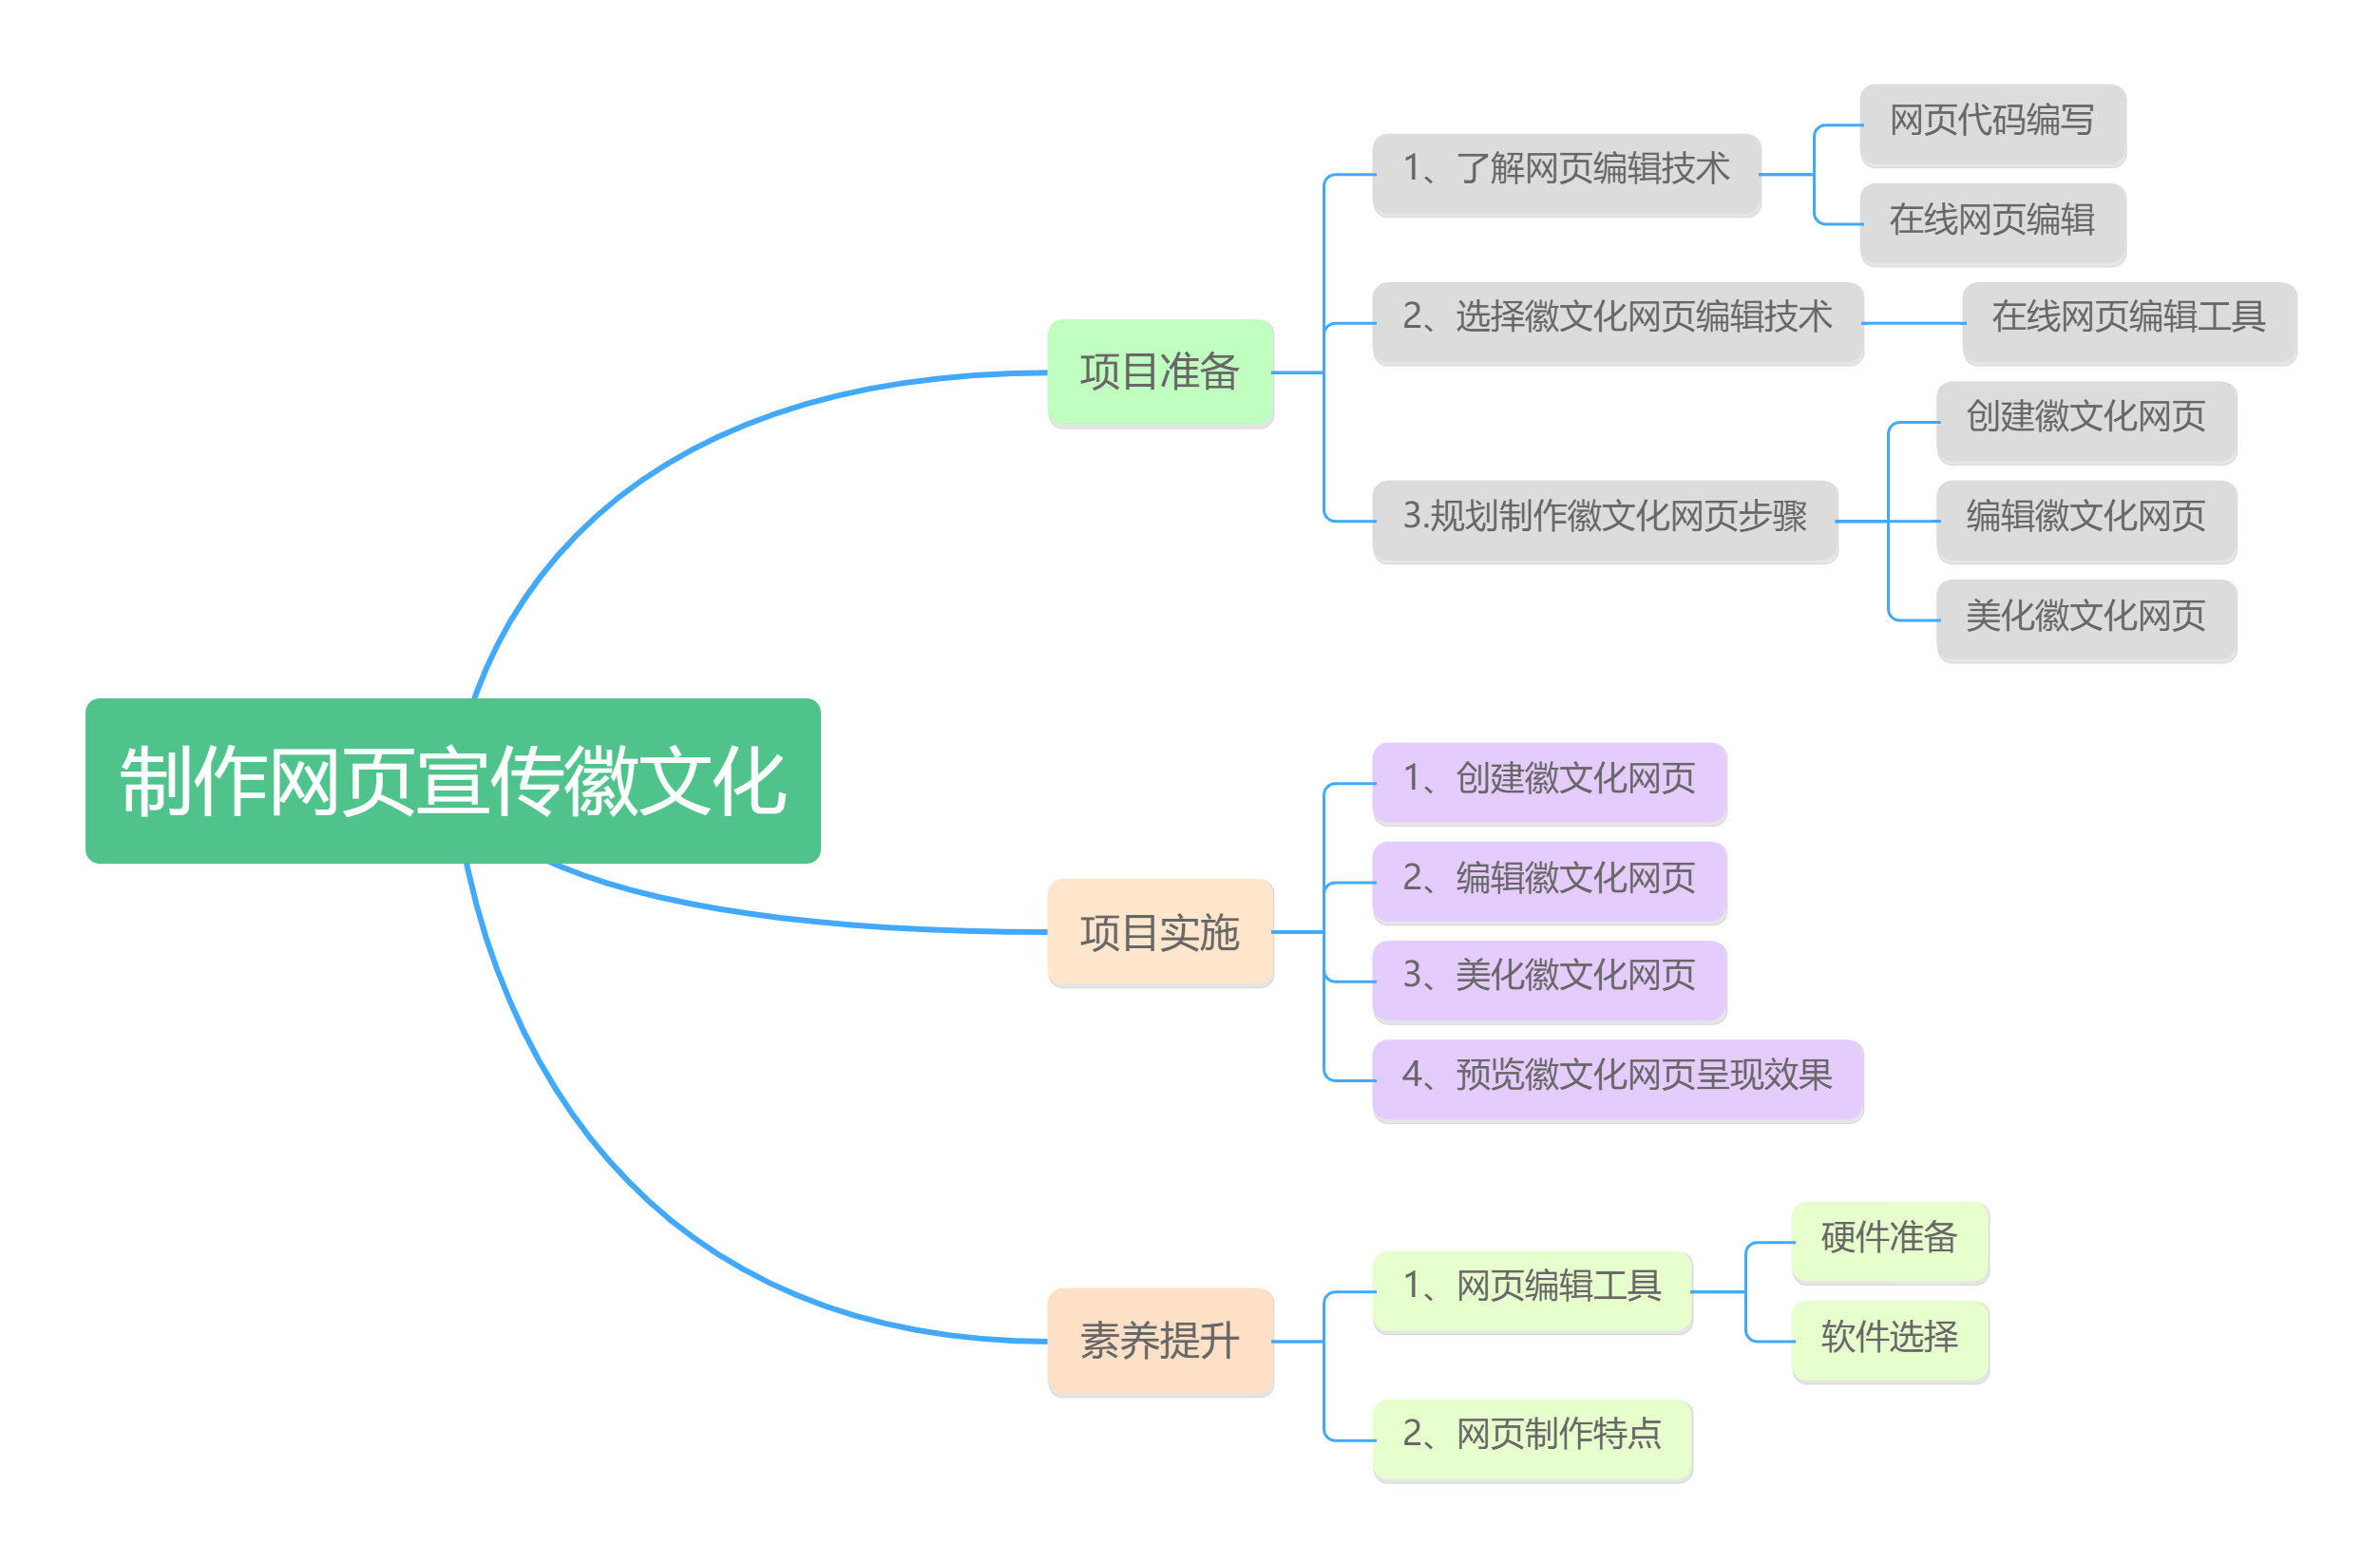 制作网页宣传徽文化
项目准备
1、了解网页编辑技术
网页代码编写
在线网页编辑
2、选择徽文化网页编辑技术
在线网页编辑工具
3.规划制作徽文化网页步骤
创建徽文化网页
编辑徽文化网页
美化徽文化网页
项目实施
1、创建徽文化网页
2、编辑徽文化网页
3、美化徽文化网页
4、预览徽文化网页呈现效果
素养提升
1、网页编辑工具
硬件准备
软件选择
2、网页制作特点